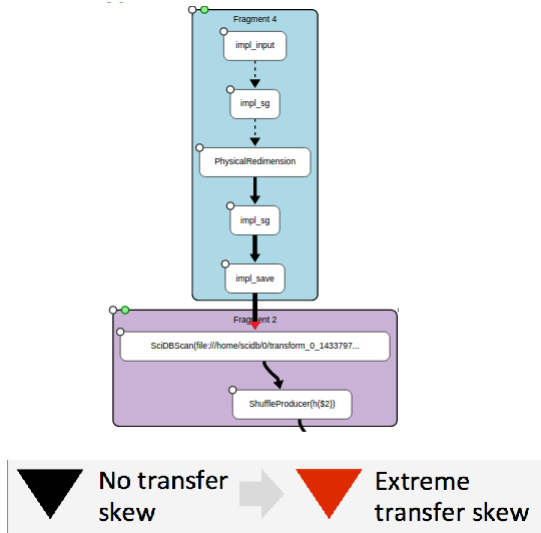 Fragment 4
impl_input
impl_sg
PhysicalRedimension
impl_sg
impl_save
Fragment 2
SciDBScan(file:///home/scidb/0/transform_0_1433797...
ShuffleProducer(h($2))
No transfer
skew
Extreme
transfer skew